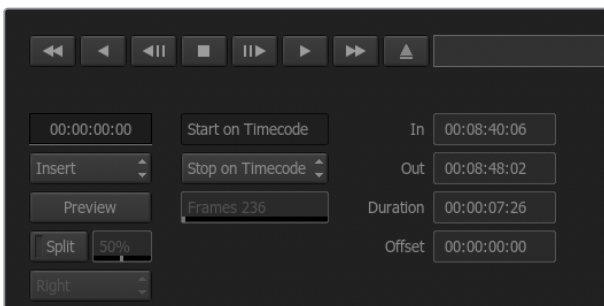 00:00:00:00 Start on Timecode In 00:08:40:06
Insert Stop on Timecode Out 00:08:48:02
Preview Frames 236 Duration 00:00:07:26
Split 50% Offset 00:00:00:00
Right